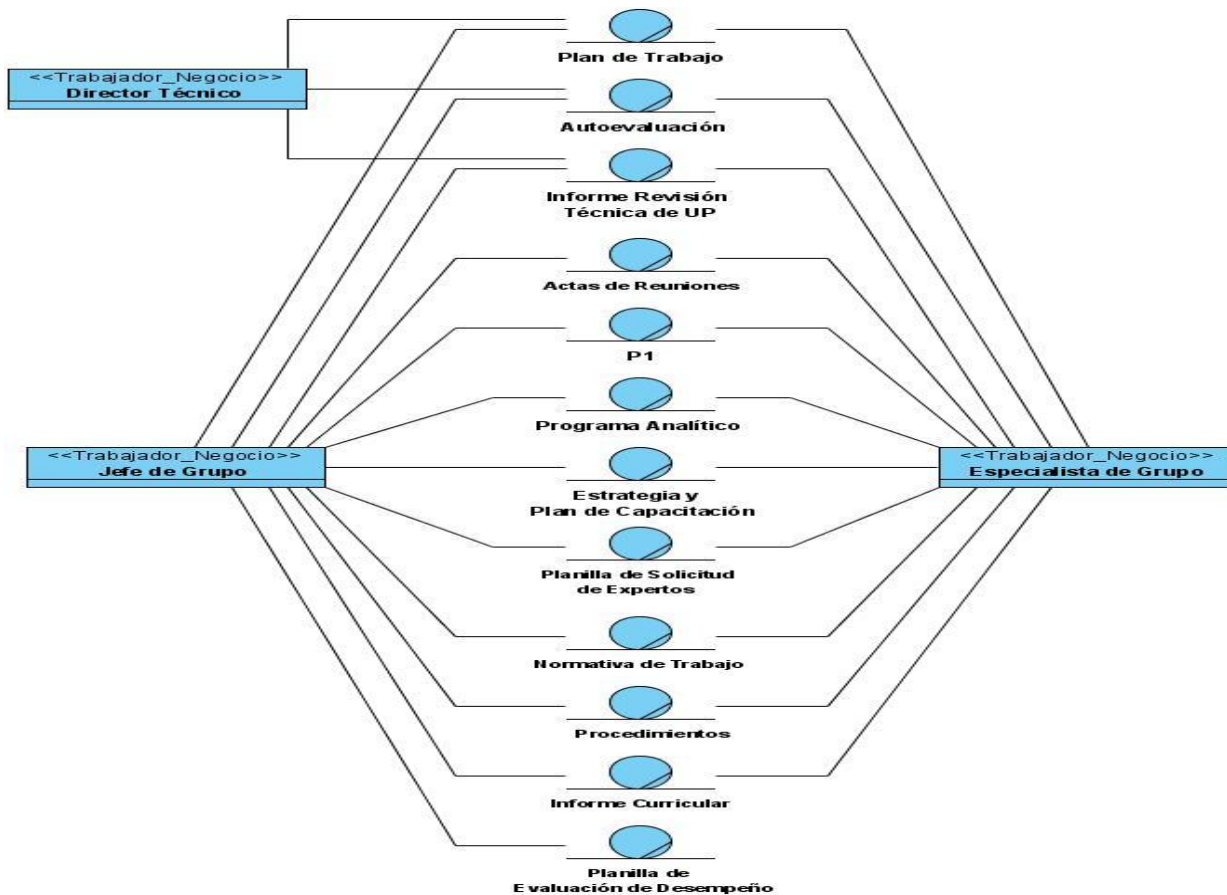 Plan de Trabajo
<<Trabajador_Negocio>>
Director Técnico
Autoevaluación
Informe Revisión
Técnica de UP
Actas de Reuniones
P1
Programa Analítico
<<Trabajador_Negocio>>
Jefe de Grupo
<<Trabajador_Negocio>>
Especialista de Grupo
Estrategia y
Plan de Capacitación
Planilla de Solicitud
de Expertos
Normativa de Trabajo
Procedimientos
Informe Curricular
Planilla de
Evaluación de Desempeño